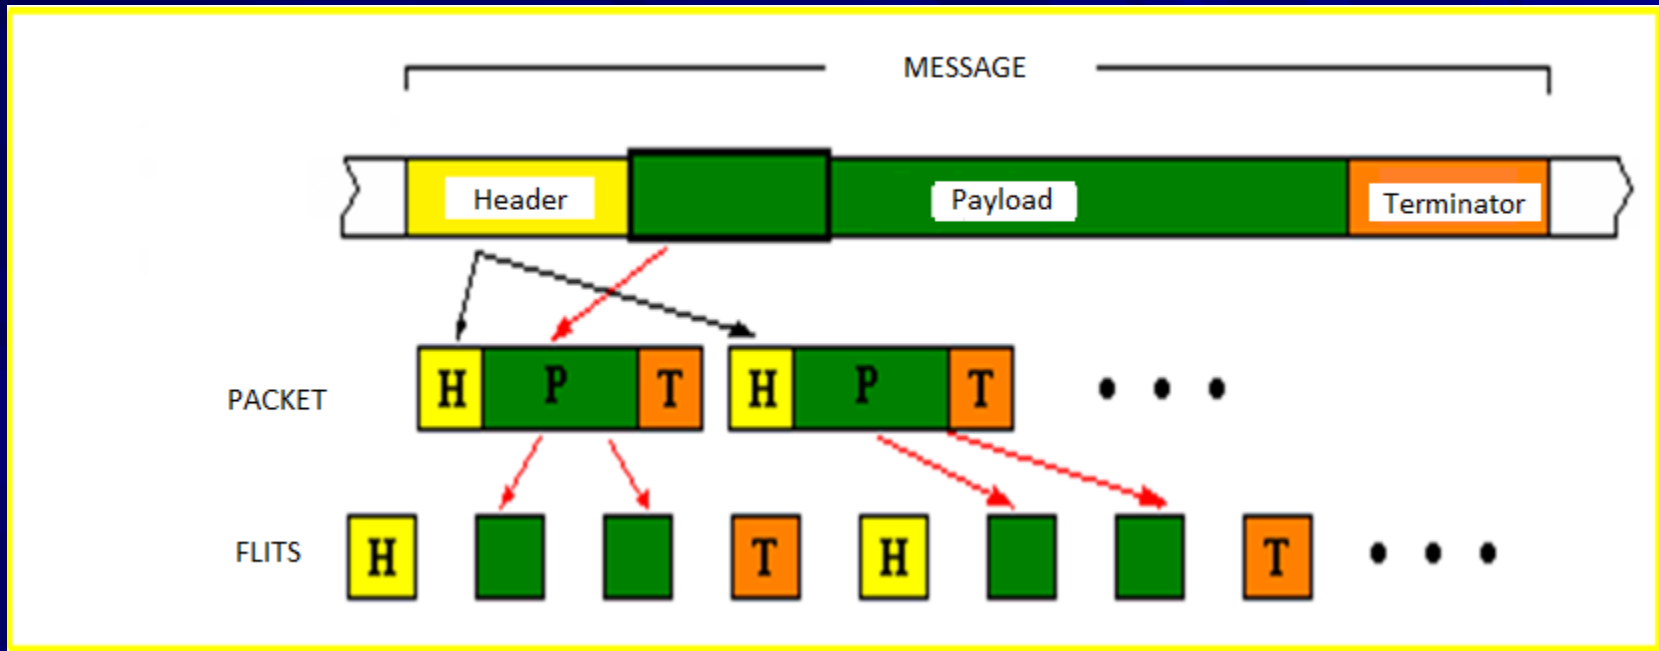 MESSAGE
Header Payload Terminator
PACKET H P T H P T
FLITS H T H T